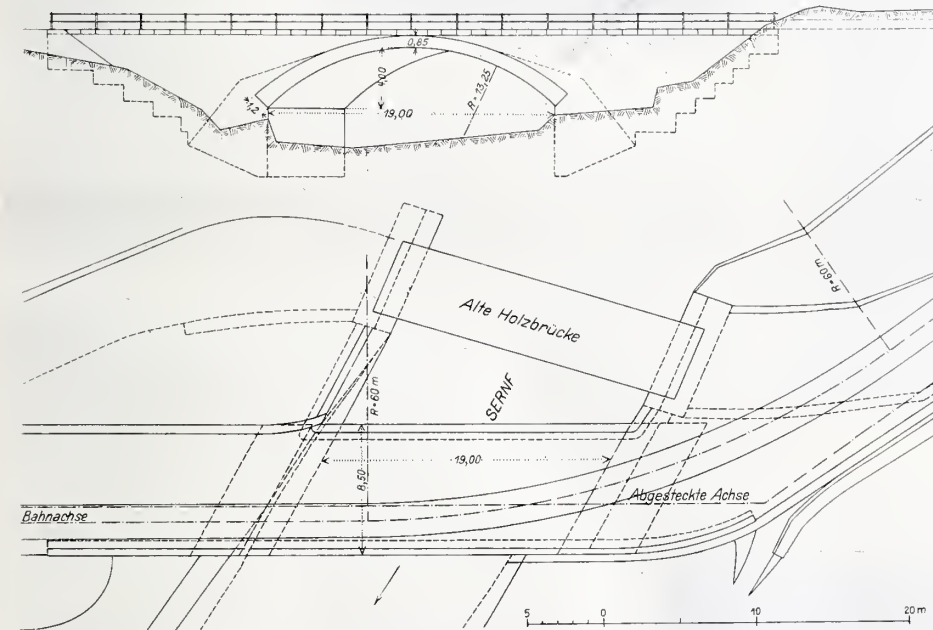 0,85
4,00
1,2
19,00
R=13,25
R=60m
Alte Holzbrücke
R=60 m
SERNF
8,50
19,00
Abgesteckte Achse
Bahnachse
5 0 10 20 m